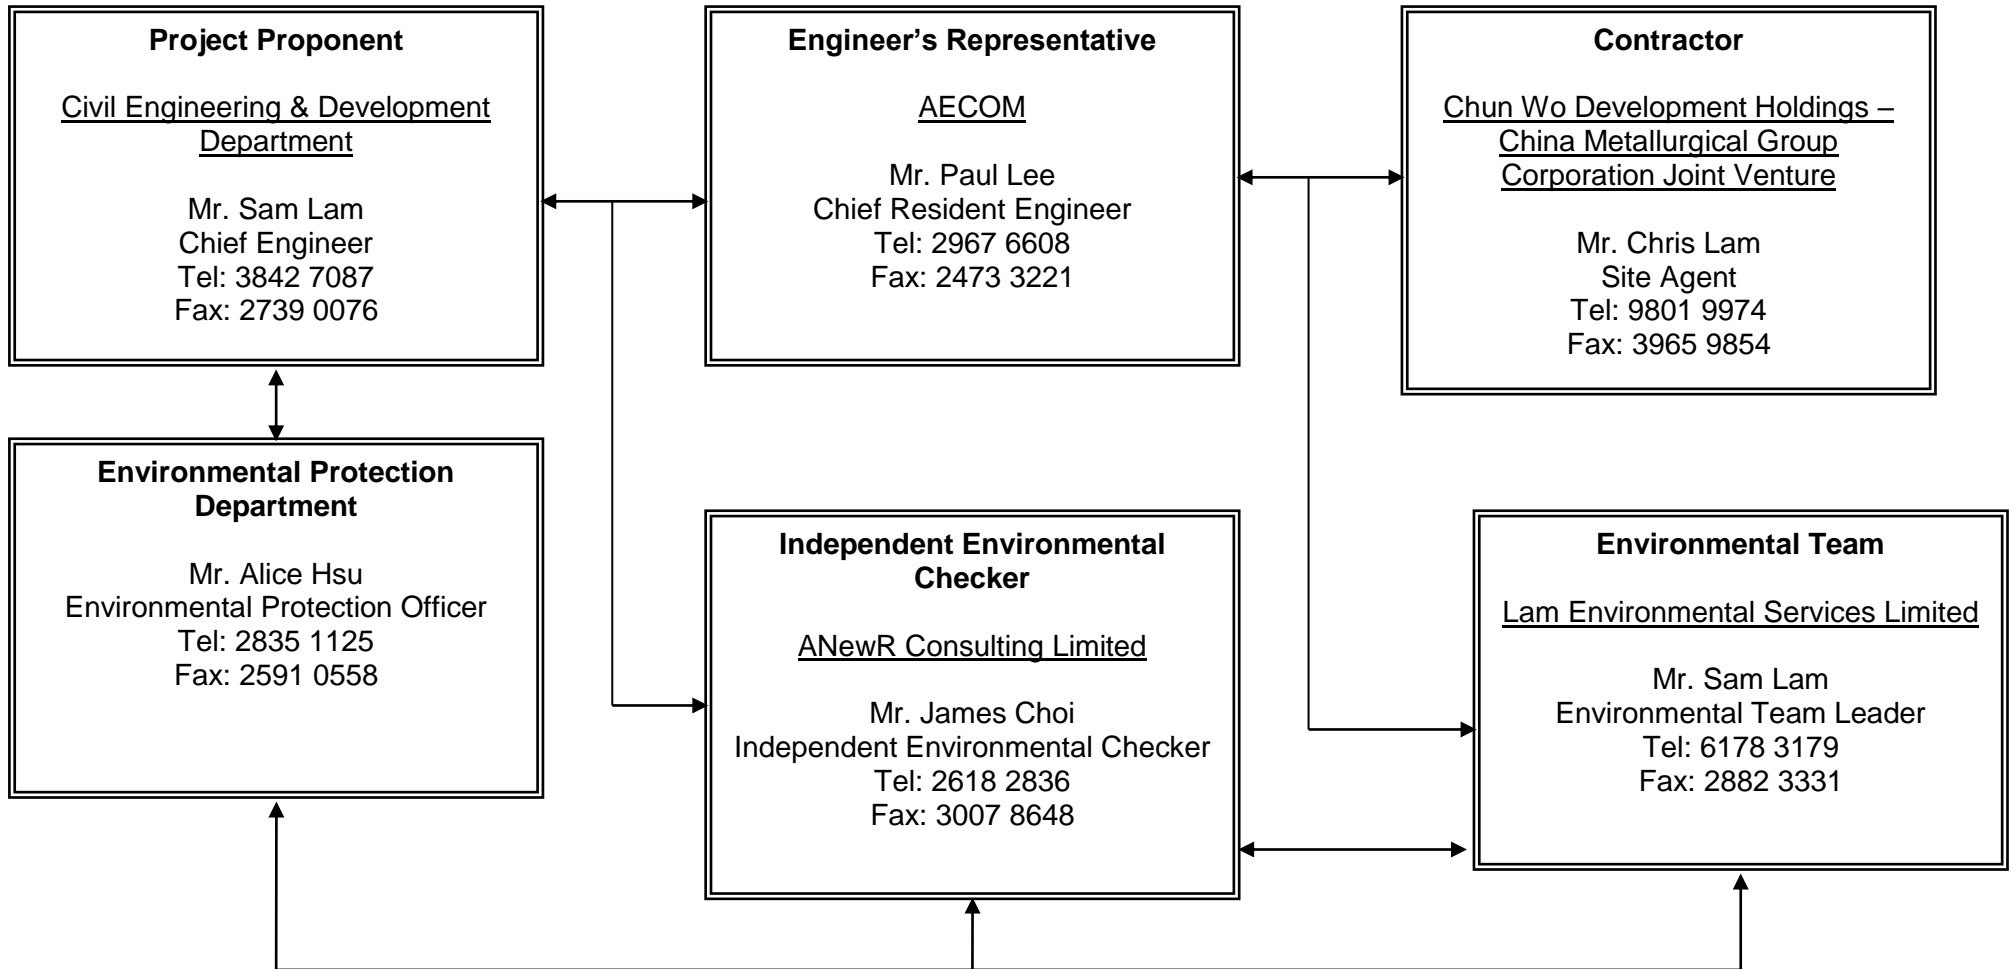 Project Proponent
Civil Engineering & Development
Department
Mr. Sam Lam
Chief Engineer
Tel: 3842 7087
Fax: 2739 0076
Engineer’s Representative
AECOM
Mr. Paul Lee
Chief Resident Engineer
Tel: 2967 6608
Fax: 2473 3221
Contractor
Chun Wo Development Holdings –
China Metallurgical Group
Corporation Joint Venture
Mr. Chris Lam
Site Agent
Tel: 9801 9974
Fax: 3965 9854
Environmental Protection
Department
Mr. Alice Hsu
Environmental Protection Officer
Tel: 2835 1125
Fax: 2591 0558
Independent Environmental
Checker
ANewR Consulting Limited
Mr. James Choi
Independent Environmental Checker
Tel: 2618 2836
Fax: 3007 8648
Environmental Team
Lam Environmental Services Limited
Mr. Sam Lam
Environmental Team Leader
Tel: 6178 3179
Fax: 2882 3331